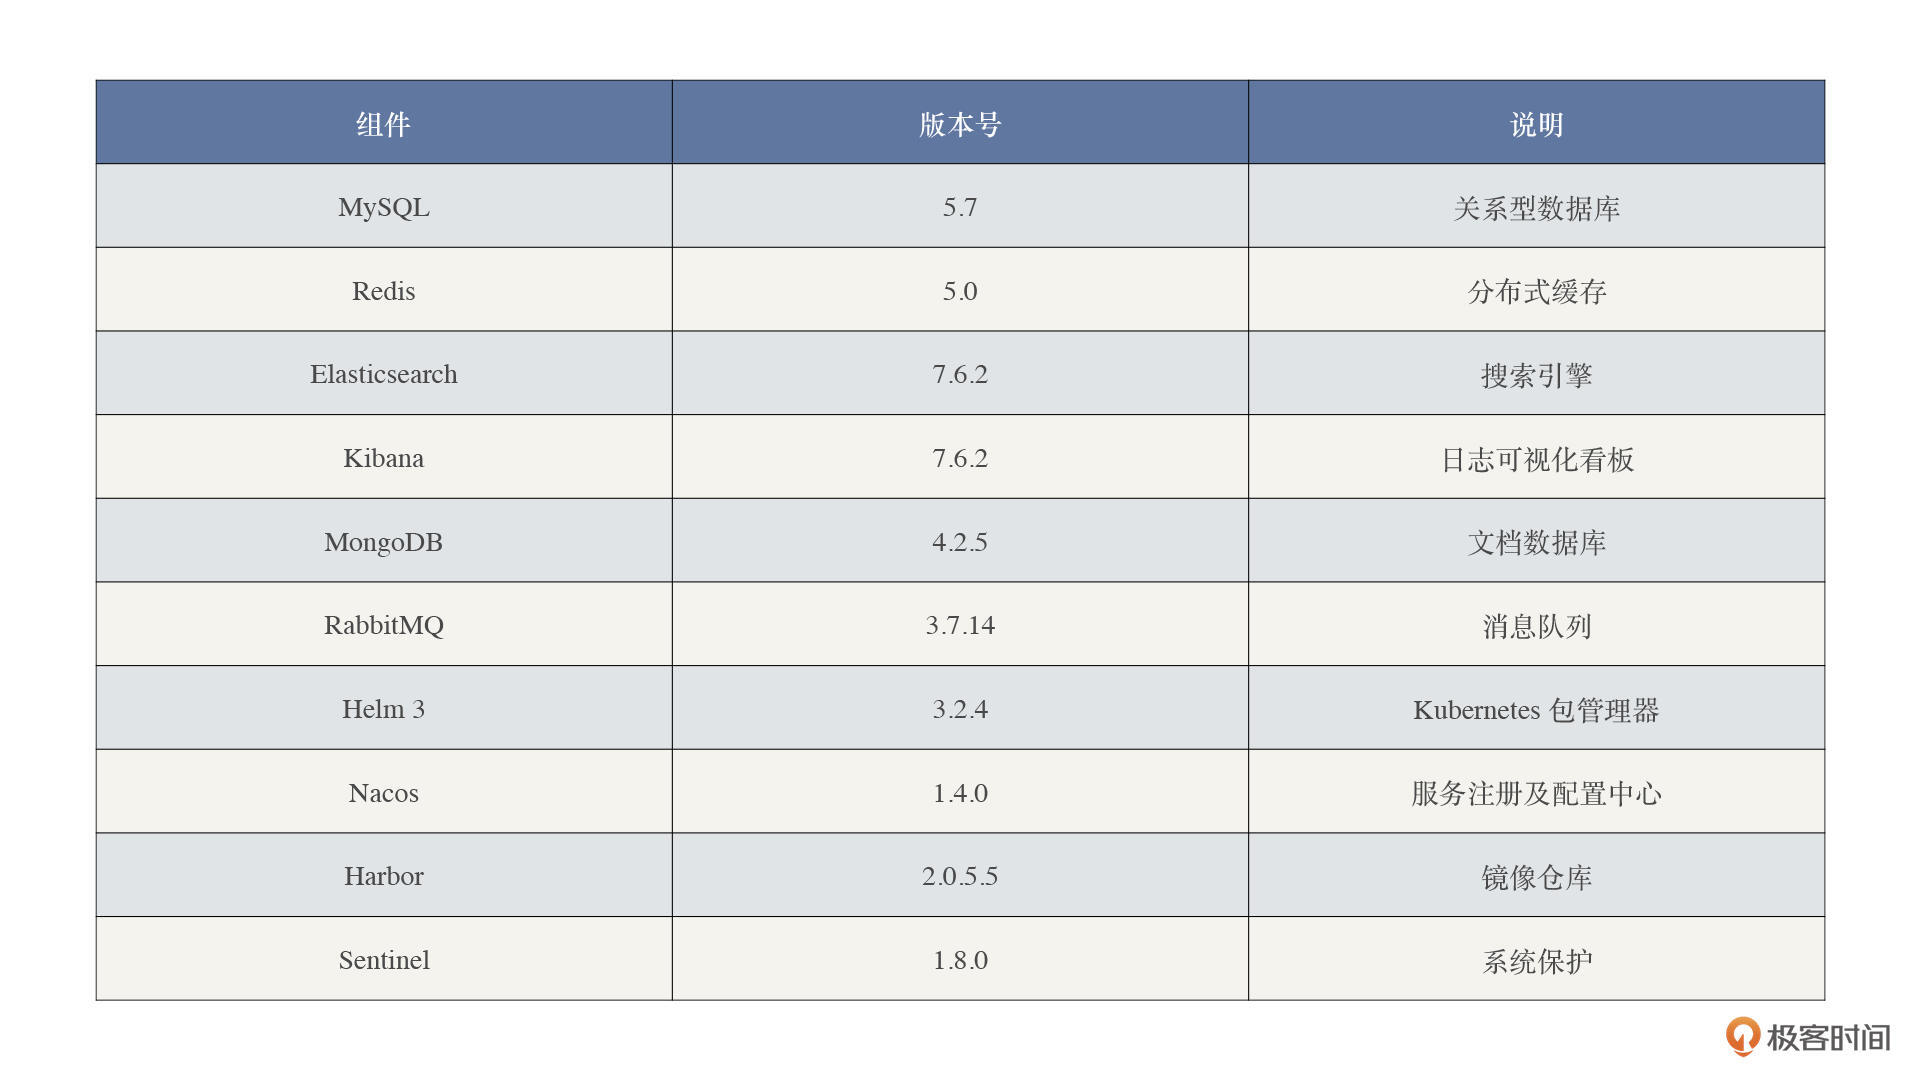 组件 版本号 说明
MySQL 5.7 关系型数据库
Redis 5.0 分布式缓存
Elasticsearch 7.6.2 搜索引擎
Kibana 7.6.2 日志可视化看板
MongoDB 4.2.5 文档数据库
RabbitMQ 3.7.14 消息队列
Helm 3 3.2.4 Kubernetes 包管理器
Nacos 1.4.0 服务注册及配置中心
Harbor 2.0.5.5 镜像仓库
Sentinel 1.8.0 系统保护
极客时间